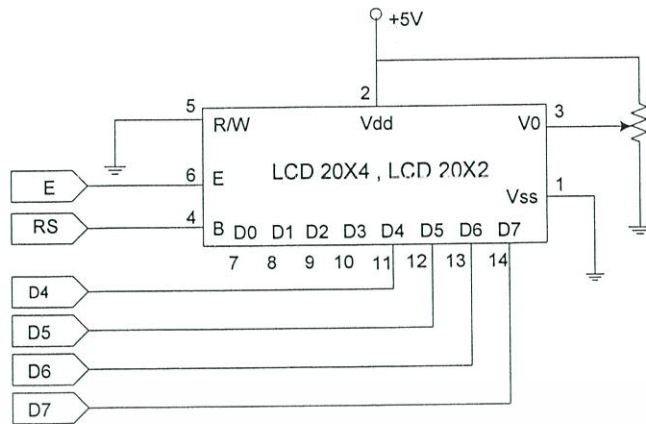 +5V
5 2 3
R/W Vdd V0
LCD 20X4 , LCD 20X2
E 6 E
Vss 1
RS 4 B
D0 D1 D2 D3 D4 D5 D6 D7
7 8 9 10 11 12 13 14
D4
D5
D6
D7